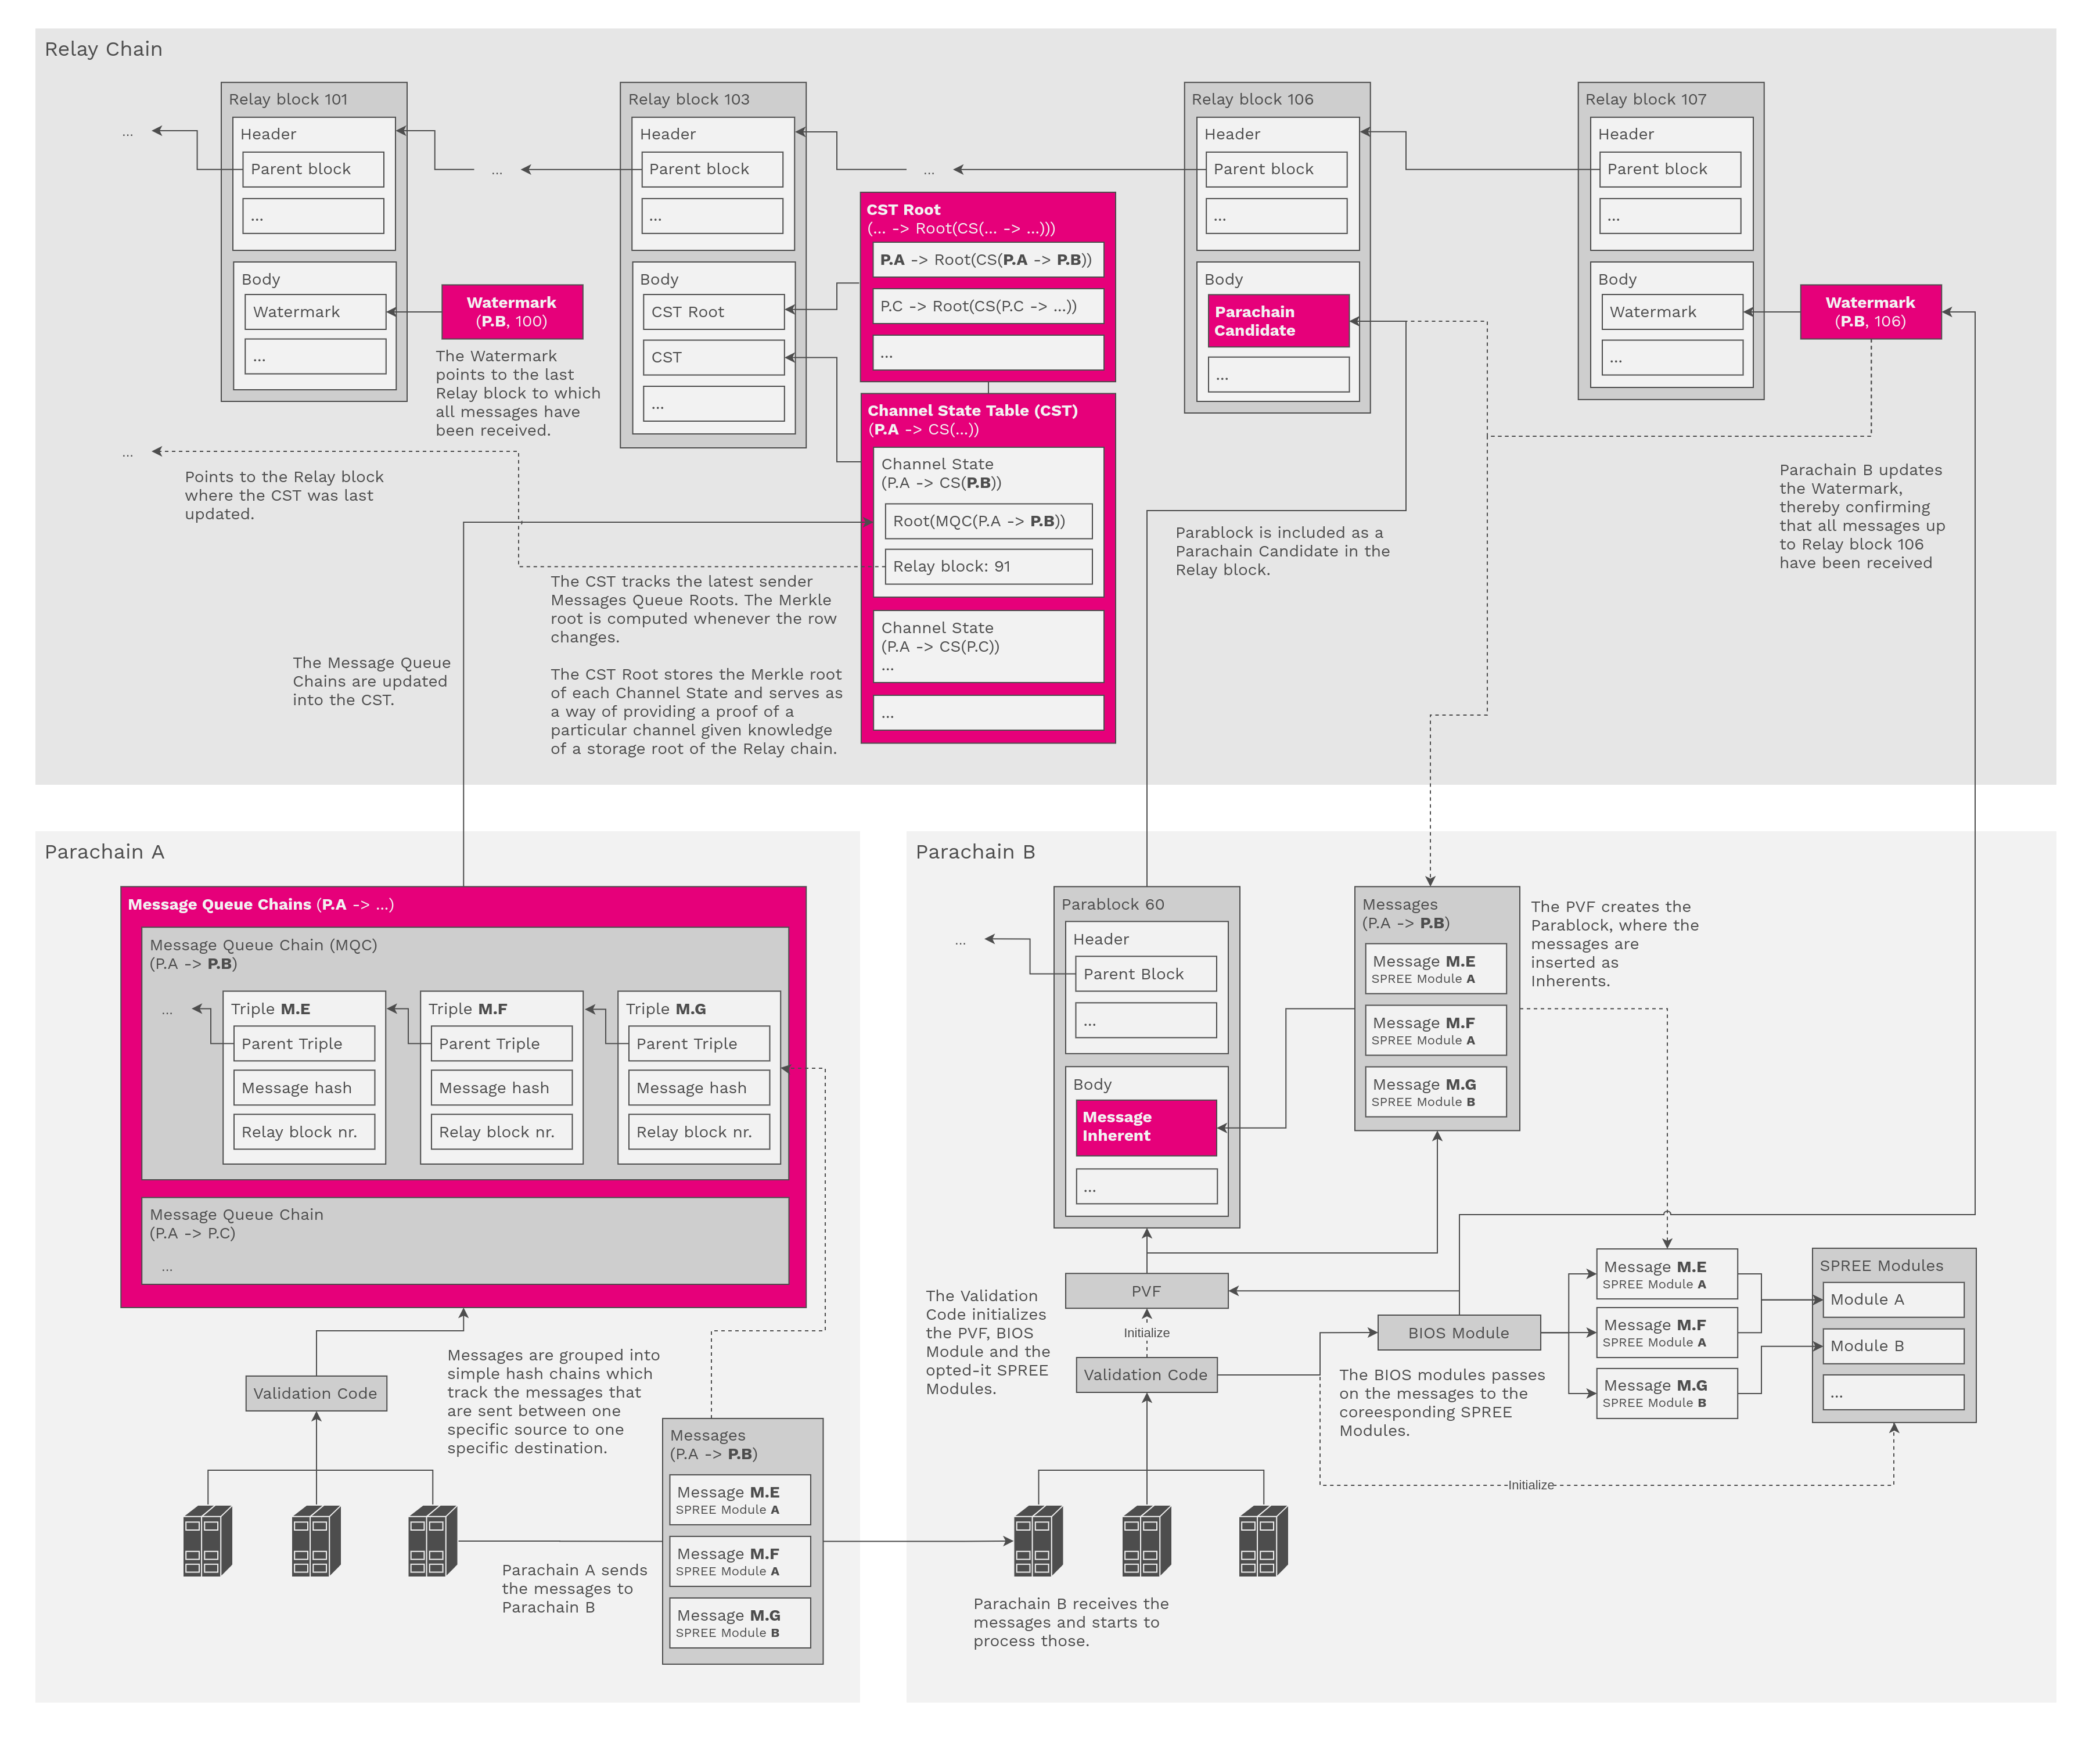 Relay Chain
Relay block 101
Header
Parent block
...
Body
Watermark
...
...
Watermark
(P.B, 100)
The Watermark
points to the last
Relay block to which
all messages have
been received.
...
Relay block 103
Header
Parent block
...
Body
CST Root
CST
...
...
CST Root
(... -> Root(CS(... -> ...)))
P.A -> Root(CS(P.A -> P.B))
P.C -> Root(CS(P.C -> ...))
...
Channel State Table (CST)
(P.A -> CS(...))
Channel State
(P.A -> CS(P.B))
Root(MQC(P.A -> P.B))
Relay block: 91
Channel State
(P.A -> CS(P.C))
...
...
Relay block 106
Header
Parent block
...
Body
Parachain
Candidate
...
Relay block 107
Header
Parent block
...
Body
Watermark
...
Watermark
(P.B, 106)
...
Points to the Relay block
where the CST was last
updated.
The CST tracks the latest sender
Messages Queue Roots. The Merkle
root is computed whenever the row
changes.
The CST Root stores the Merkle root
of each Channel State and serves as
a way of providing a proof of a
particular channel given knowledge
of a storage root of the Relay chain.
The Message Queue
Chains are updated
into the CST.
Parablock is included as a
Parachain Candidate in the
Relay block.
Parachain B updates
the Watermark,
thereby confirming
that all messages up
to Relay block 106
have been received
Parachain A
Message Queue Chains (P.A -> ...)
Message Queue Chain (MQC)
(P.A -> P.B)
...
Triple M.E
Parent Triple
Message hash
Relay block nr.
Triple M.F
Parent Triple
Message hash
Relay block nr.
Triple M.G
Parent Triple
Message hash
Relay block nr.
Message Queue Chain
(P.A -> P.C)
...
Validation Code
Messages are grouped into
simple hash chains which
track the messages that
are sent between one
specific source to one
specific destination.
Messages
(P.A -> P.B)
Message M.E
SPREE Module A
Message M.F
SPREE Module A
Message M.G
SPREE Module B
Parachain A sends
the messages to
Parachain B
Parachain B
Parablock 60
Header
Parent Block
...
Body
Message
Inherent
...
...
Messages
(P.A -> P.B)
Message M.E
SPREE Module A
Message M.F
SPREE Module A
Message M.G
SPREE Module B
The PVF creates the
Parablock, where the
messages are
inserted as
Inherents.
PVF
Initialize
Validation Code
The Validation
Code initializes
the PVF, BIOS
Module and the
opted-it SPREE
Modules.
BIOS Module
The BIOS modules passes
on the messages to the
coreesponding SPREE
Modules.
Message M.E
SPREE Module A
Message M.F
SPREE Module A
Message M.G
SPREE Module B
SPREE Modules
Module A
Module B
...
Initialize
Parachain B receives the
messages and starts to
process those.